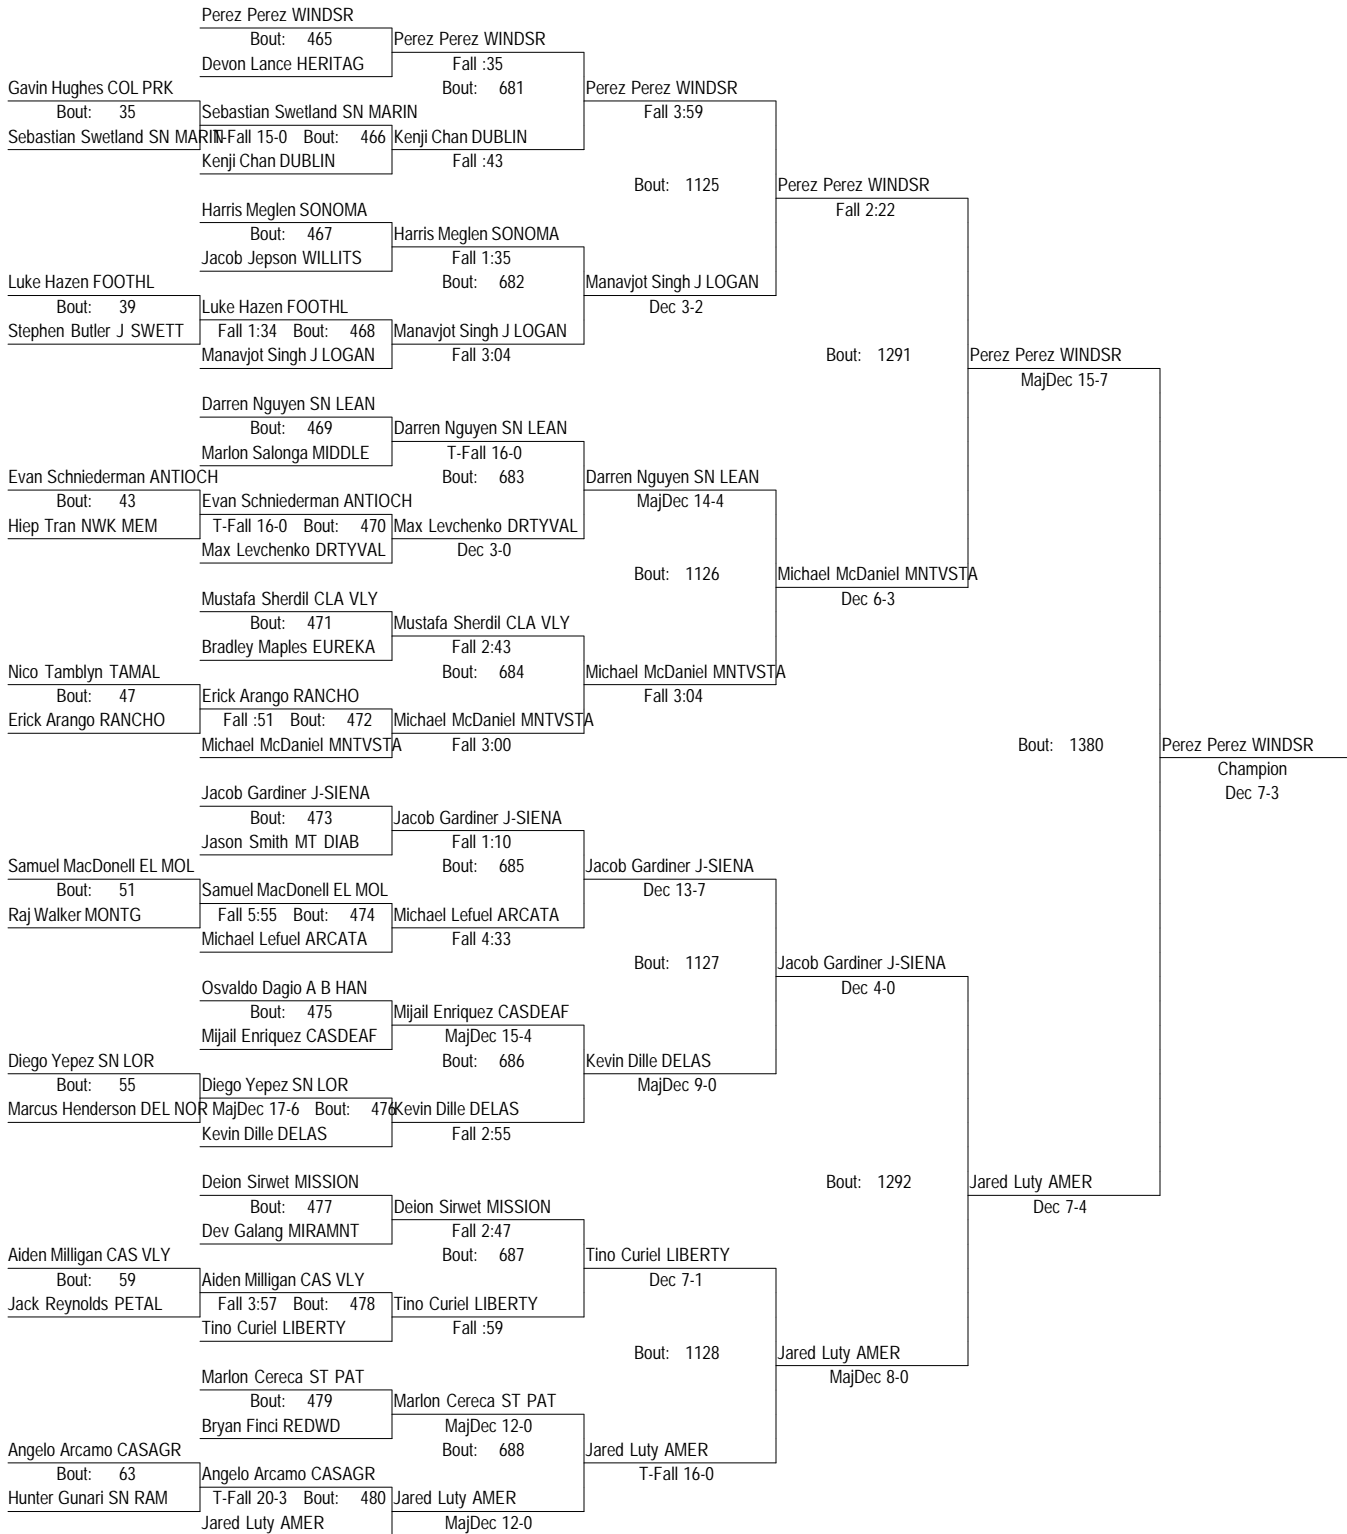 Perez Perez WINDSR
Bout: 465
Perez Perez WINDSR
Devon Lance HERITAG
Fall :35
Gavin Hughes COL PRK
Bout: 681
Perez Perez WINDSR
Bout: 35
Sebastian Swetland SN MARIN
Fall 3:59
Sebastian Swetland SN MARIN
T-Fall 15-0 Bout: 466
Kenji Chan DUBLIN
Kenji Chan DUBLIN
Fall :43
Bout: 1125
Perez Perez WINDSR
Harris Meglen SONOMA
Fall 2:22
Bout: 467
Harris Meglen SONOMA
Jacob Jepson WILLITS
Fall 1:35
Luke Hazen FOOTHL
Bout: 682
Manavjot Singh J LOGAN
Bout: 39
Luke Hazen FOOTHL
Dec 3-2
Stephen Butler J SWETT
Fall 1:34 Bout: 468
Manavjot Singh J LOGAN
Manavjot Singh J LOGAN
Fall 3:04
Bout: 1291
Perez Perez WINDSR
MajDec 15-7
Darren Nguyen SN LEAN
Bout: 469
Darren Nguyen SN LEAN
Marlon Salonga MIDDLE
T-Fall 16-0
Evan Schniederman ANTIOCH
Bout: 683
Darren Nguyen SN LEAN
Bout: 43
Evan Schniederman ANTIOCH
MajDec 14-4
Hiep Tran NWK MEM
T-Fall 16-0 Bout: 470
Max Levchenko DRTYVAL
Max Levchenko DRTYVAL
Dec 3-0
Bout: 1126
Michael McDaniel MNTVSTA
Mustafa Sherdil CLA VLY
Dec 6-3
Bout: 471
Mustafa Sherdil CLA VLY
Bradley Maples EUREKA
Fall 2:43
Nico Tamblyn TAMAL
Bout: 684
Michael McDaniel MNTVSTA
Bout: 47
Erick Arango RANCHO
Fall 3:04
Erick Arango RANCHO
Fall :51 Bout: 472
Michael McDaniel MNTVSTA
Michael McDaniel MNTVSTA
Fall 3:00
Bout: 1380
Perez Perez WINDSR
Champion
Dec 7-3
Jacob Gardiner J-SIENA
Bout: 473
Jacob Gardiner J-SIENA
Jason Smith MT DIAB
Fall 1:10
Samuel MacDonell EL MOL
Bout: 685
Jacob Gardiner J-SIENA
Bout: 51
Samuel MacDonell EL MOL
Dec 13-7
Raj Walker MONTG
Fall 5:55 Bout: 474
Michael Lefuel ARCATA
Michael Lefuel ARCATA
Fall 4:33
Bout: 1127
Jacob Gardiner J-SIENA
Osvaldo Dagio A B HAN
Dec 4-0
Bout: 475
Mijail Enriquez CASDEAF
Mijail Enriquez CASDEAF
MajDec 15-4
Diego Yepez SN LOR
Bout: 686
Kevin Dille DELAS
Bout: 55
Diego Yepez SN LOR
MajDec 9-0
Marcus Henderson DEL NOR
MajDec 17-6 Bout: 476
Kevin Dille DELAS
Kevin Dille DELAS
Fall 2:55
Deion Sirwet MISSION
Bout: 1292
Jared Luty AMER
Bout: 477
Deion Sirwet MISSION
Dec 7-4
Dev Galang MIRAMNT
Fall 2:47
Aiden Milligan CAS VLY
Bout: 687
Tino Curiel LIBERTY
Bout: 59
Aiden Milligan CAS VLY
Dec 7-1
Jack Reynolds PETAL
Fall 3:57 Bout: 478
Tino Curiel LIBERTY
Tino Curiel LIBERTY
Fall :59
Bout: 1128
Jared Luty AMER
Marlon Cereca ST PAT
MajDec 8-0
Bout: 479
Marlon Cereca ST PAT
Bryan Finci REDWD
MajDec 12-0
Angelo Arcamo CASAGR
Bout: 688
Jared Luty AMER
Bout: 63
Angelo Arcamo CASAGR
T-Fall 16-0
Hunter Gunari SN RAM
T-Fall 20-3 Bout: 480
Jared Luty AMER
Jared Luty AMER
MajDec 12-0